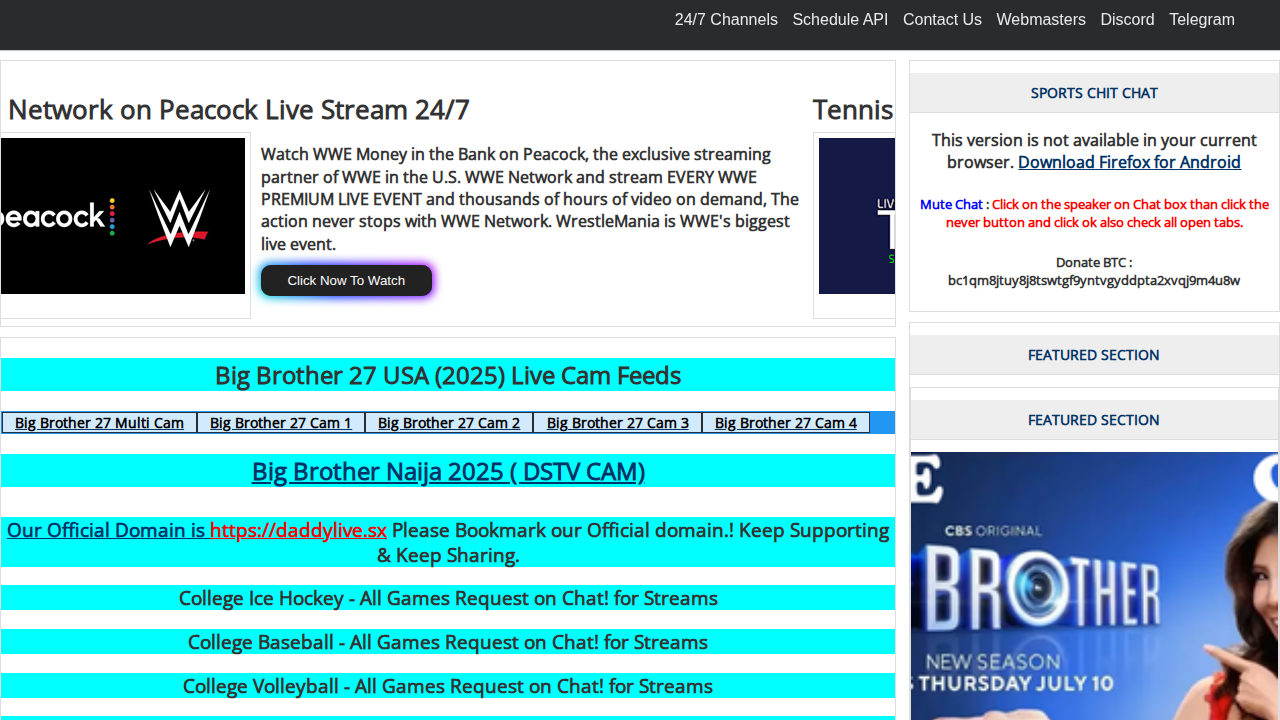 24/7 Channels Schedule API Contact Us Webmasters Discord Telegram
Network on Peacock Live Stream 24/7
peacock
Watch WWE Money in the Bank on Peacock, the exclusive streaming
partner of WWE in the U.S. WWE Network and stream EVERY WWE
PREMIUM LIVE EVENT and thousands of hours of video on demand, The
action never stops with WWE Network. WrestleMania is WWE's biggest
live event.
Click Now To Watch
Tennis
LIV
Big Brother 27 USA (2025) Live Cam Feeds
Big Brother 27 Multi Cam Big Brother 27 Cam 1 Big Brother 27 Cam 2 Big Brother 27 Cam 3 Big Brother 27 Cam 4
Big Brother Naija 2025 ( DSTV CAM)
Our Official Domain is https://daddylive.sx Please Bookmark our Official domain.! Keep Supporting
& Keep Sharing.
College Ice Hockey - All Games Request on Chat! for Streams
College Baseball - All Games Request on Chat! for Streams
College Volleyball - All Games Request on Chat! for Streams
SPORTS CHIT CHAT
This version is not available in your current
browser. Download Firefox for Android
Mute Chat : Click on the speaker on Chat box than click the
never button and click ok also check all open tabs.
Donate BTC :
bc1qm8jtuy8j8tswtgf9yntvgyddpta2xvqj9m4u8w
FEATURED SECTION
FEATURED SECTION
CBS ORIGINAL
BROTHER
NEW SEASON
THURSDAY JULY 10